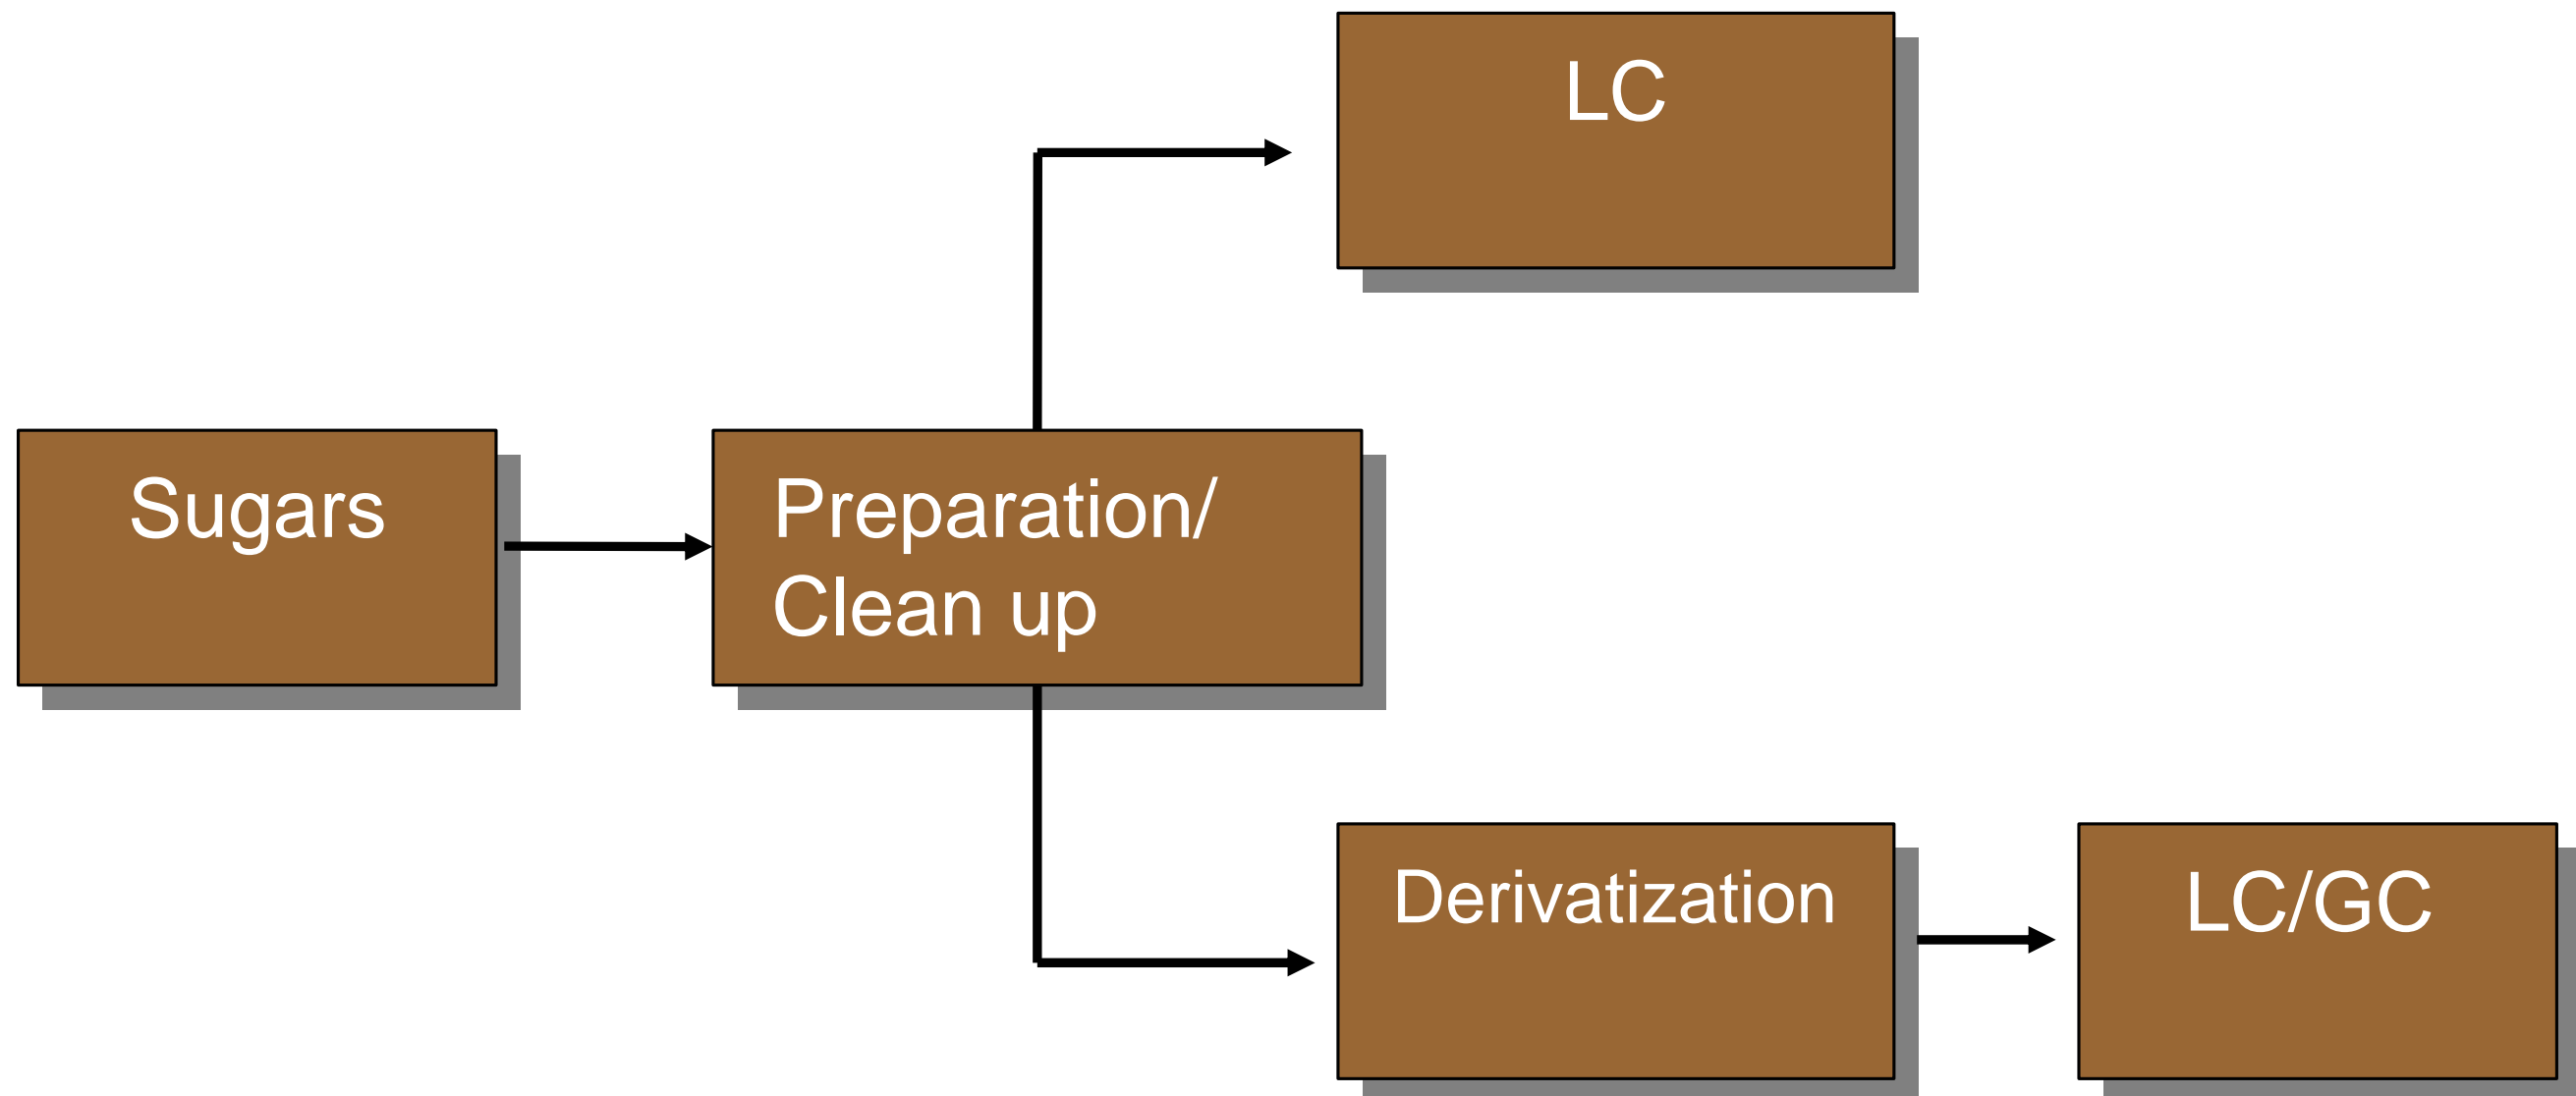 LC
Sugars
Preparation/
Clean up
Derivatization
LC/GC